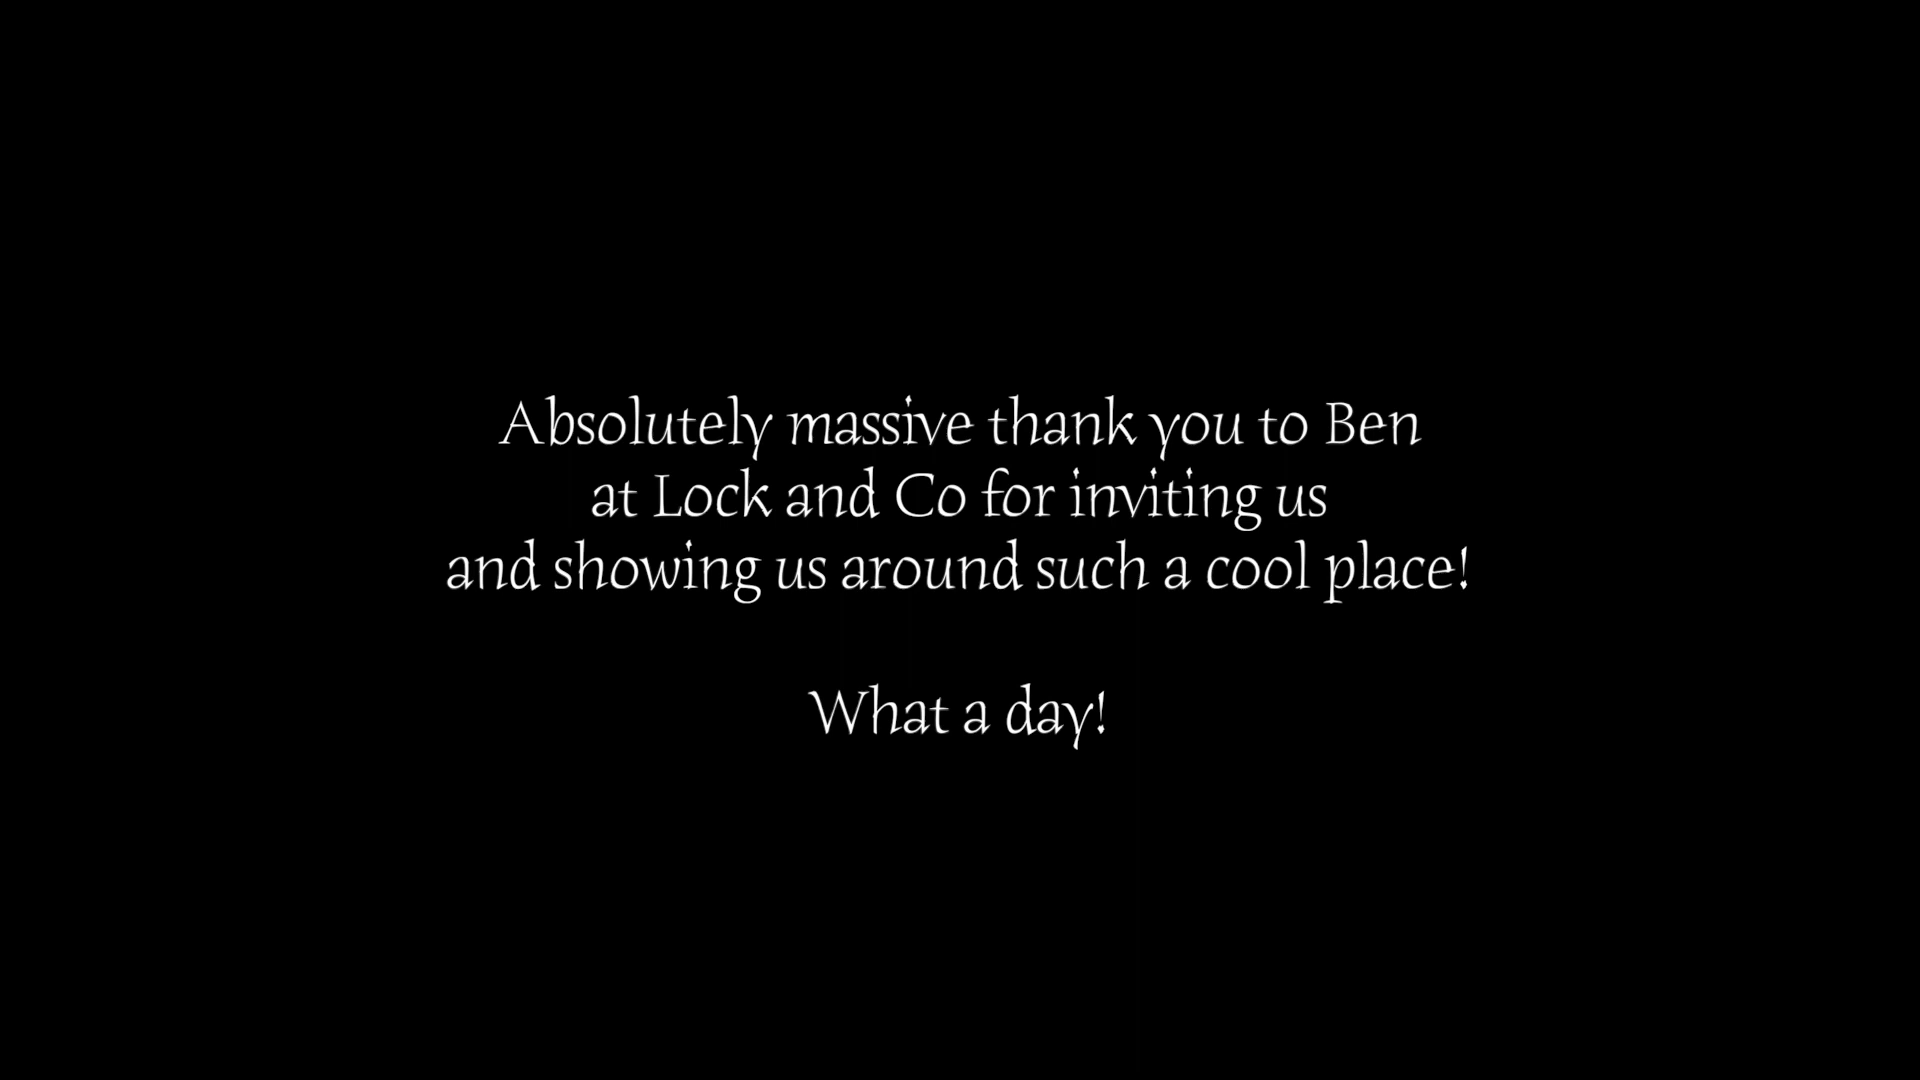 Absolutely massive thank you to Ben
at Lock and Co for inviting us
and showing us around such a cool place!
What a day!